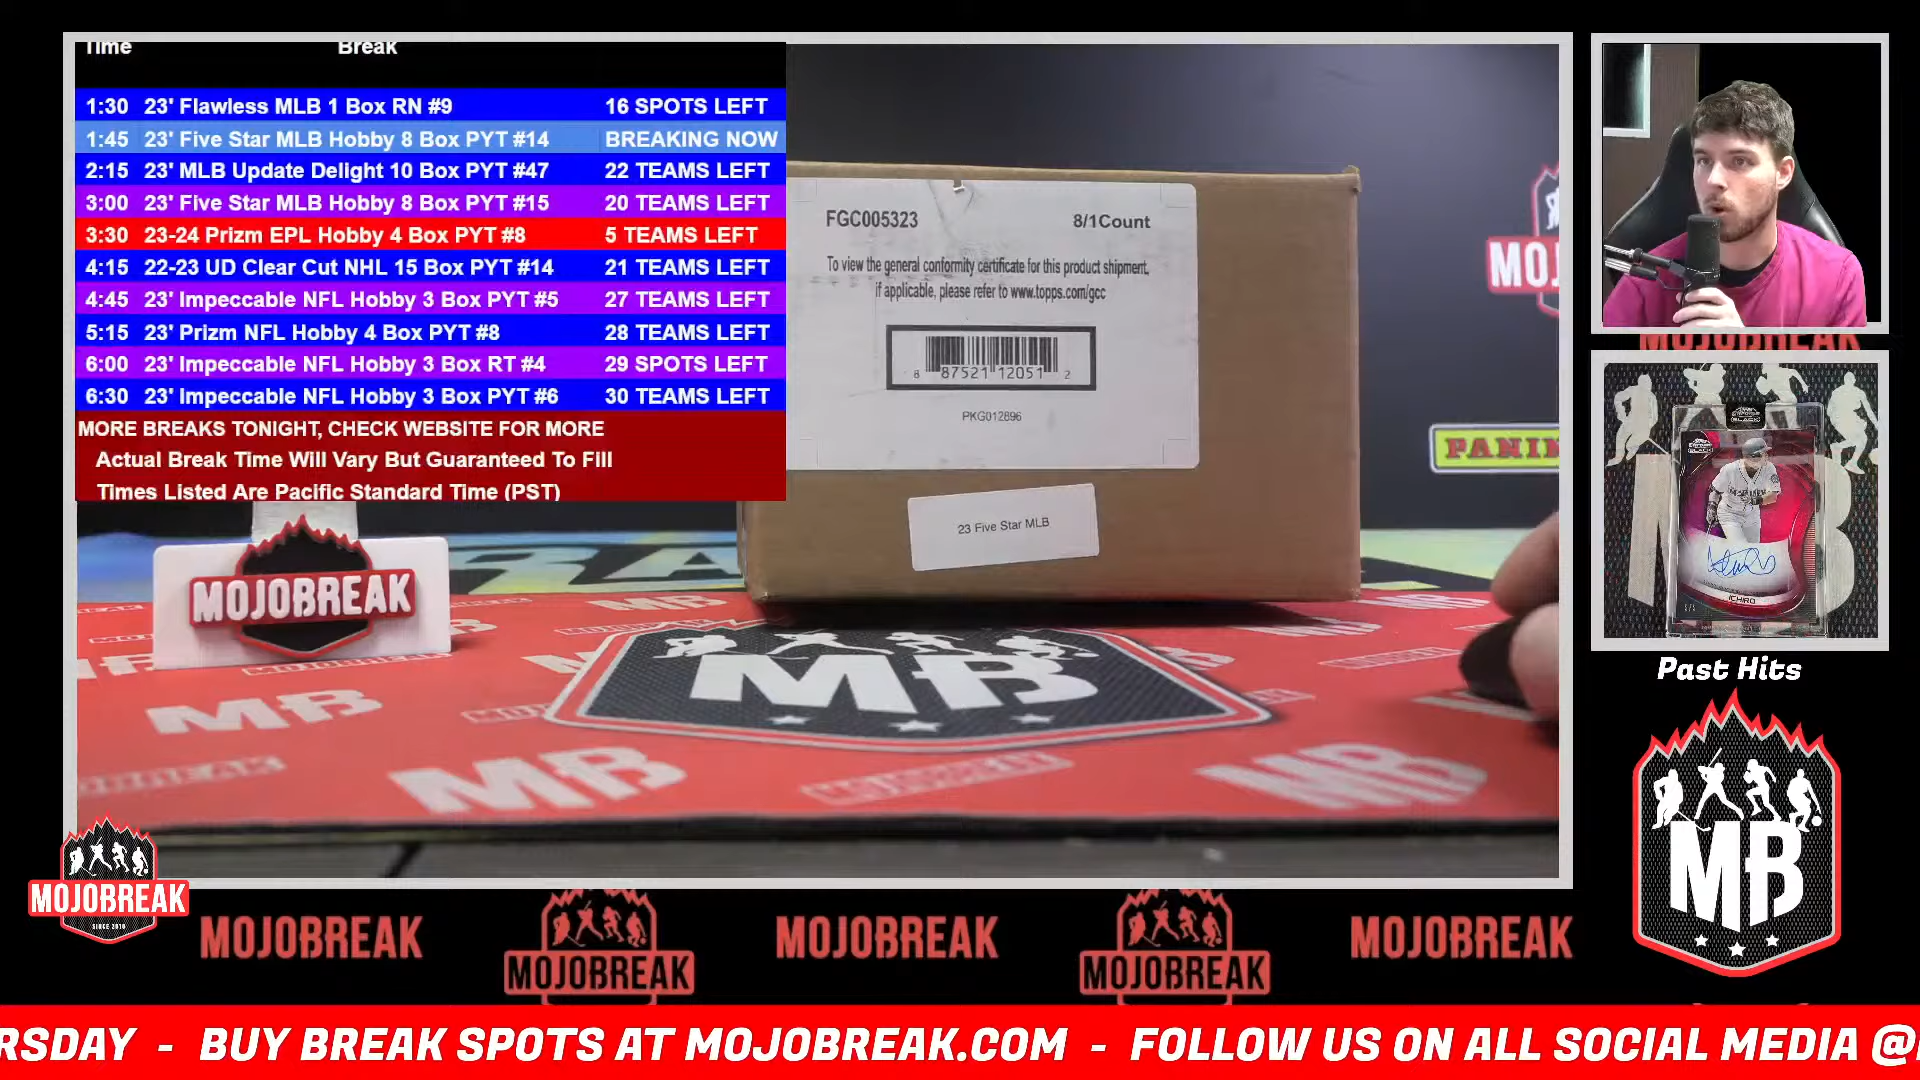 Time Break
1:30 23' Flawless MLB 1 Box RN #9 16 SPOTS LEFT
1:45 23' Five Star MLB Hobby 8 Box PYT #14 BREAKING NOW
2:15 23' MLB Update Delight 10 Box PYT #47 22 TEAMS LEFT
3:00 23' Five Star MLB Hobby 8 Box PYT #15 20 TEAMS LEFT
3:30 23-24 Prizm EPL Hobby 4 Box PYT #8 5 TEAMS LEFT
4:15 22-23 UD Clear Cut NHL 15 Box PYT #14 21 TEAMS LEFT
4:45 23' Impeccable NFL Hobby 3 Box PYT #5 27 TEAMS LEFT
5:15 23' Prizm NFL Hobby 4 Box PYT #8 28 TEAMS LEFT
6:00 23' Impeccable NFL Hobby 3 Box RT #4 29 SPOTS LEFT
6:30 23' Impeccable NFL Hobby 3 Box PYT #6 30 TEAMS LEFT
MORE BREAKS TONIGHT, CHECK WEBSITE FOR MORE
Actual Break Time Will Vary But Guaranteed To Fill
Times Listed Are Pacific Standard Time (PST)
FGC005323 8/1Count
To view the general conformity certificate for this product shipment,
if applicable, please refer to www.topps.com/gcc
8 87521 12051 2
PKG012896
23 Five Star MLB
MO
PANINI
MOJOBREAK
MB
MB
MB
MB
ICHIRO
Past Hits
MB
MOJOBREAK
SINCE 2010
MOJOBREAK
MOJOBREAK
MOJOBREAK
MOJOBREAK
MOJOBREAK
RSDAY - BUY BREAK SPOTS AT MOJOBREAK.COM - FOLLOW US ON ALL SOCIAL MEDIA @